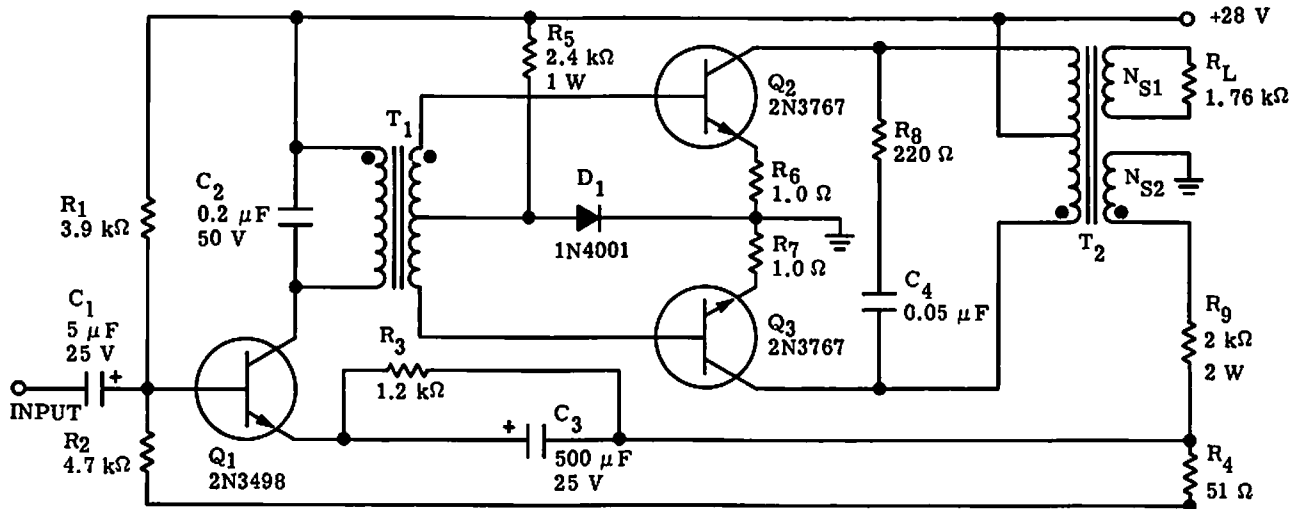 +28 V
R5
2.4 kΩ
1 W
Q2
2N3767
NS1
RL
1.76 kΩ
T1
R8
220 Ω
R6
1.0 Ω
D1
1N4001
NS2
C2
0.2 μF
50 V
R1
3.9 kΩ
R7
1.0 Ω
T2
C4
0.05 μF
C1
5 μF
25 V
+
INPUT
R3
1.2 kΩ
Q3
2N3767
R9
2 kΩ
2 W
R2
4.7 kΩ
Q1
2N3498
+
C3
500 μF
25 V
R4
51 Ω